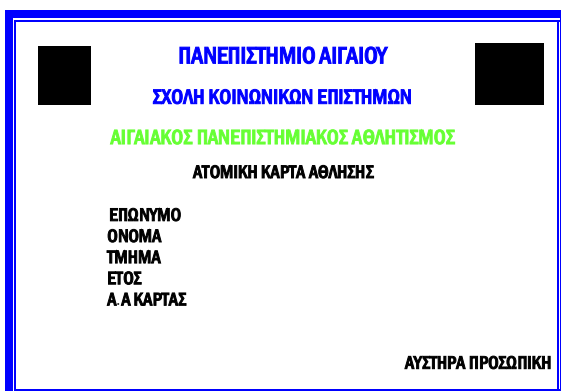 ΠΑΝΕΠΙΣΤΗΜΙΟ ΑΙΓΑΙΟΥ
ΣΧΟΛΗ ΚΟΙΝΩΝΙΚΩΝ ΕΠΙΣΤΗΜΩΝ
ΑΙΓΑΙΑΚΟΣ ΠΑΝΕΠΙΣΤΗΜΙΑΚΟΣ ΑΘΛΗΤΙΣΜΟΣ
ΑΤΟΜΙΚΗ ΚΑΡΤΑ ΑΘΛΗΣΗΣ
ΕΠΩΝΥΜΟ
ΟΝΟΜΑ
ΤΜΗΜΑ
ΕΤΟΣ
Α.Α ΚΑΡΤΑΣ
ΑΥΣΤΗΡΑ ΠΡΟΣΩΠΙΚΗ